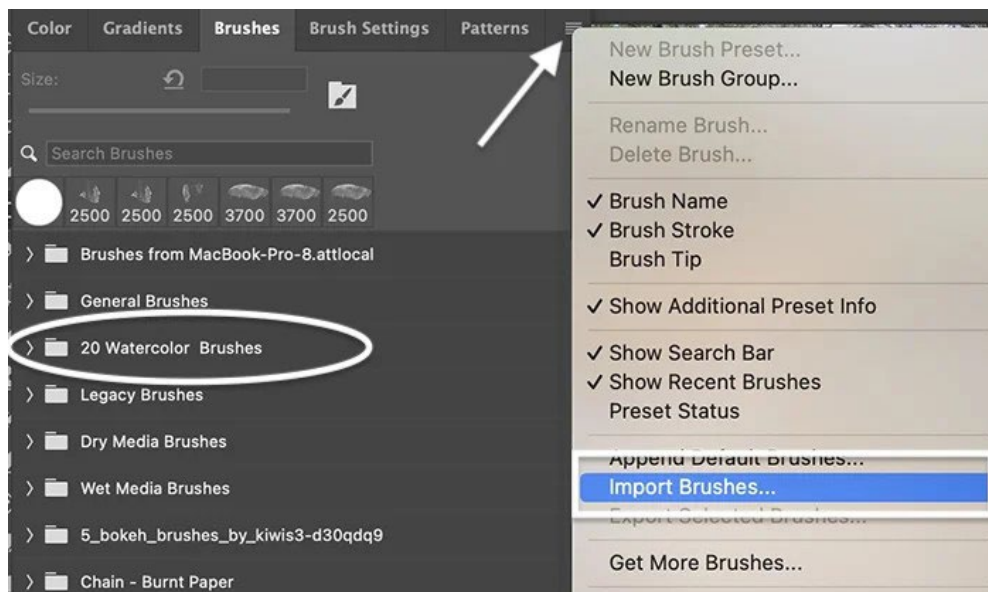 Color Gradients Brushes Brush Settings Patterns
Size:
Search Brushes
2500 2500 2500 3700 3700 2500
Brushes from MacBook-Pro-8.attlocal
General Brushes
20 Watercolor Brushes
Legacy Brushes
Dry Media Brushes
Wet Media Brushes
5_bokeh_brushes_by_kiwis3-d30qdq9
Chain - Burnt Paper
New Brush Preset...
New Brush Group...
Rename Brush...
Delete Brush...
✓ Brush Name
✓ Brush Stroke
Brush Tip
✓ Show Additional Preset Info
✓ Show Search Bar
✓ Show Recent Brushes
Preset Status
Append Default Brushes...
Import Brushes...
Export Selected Brushes...
Get More Brushes...